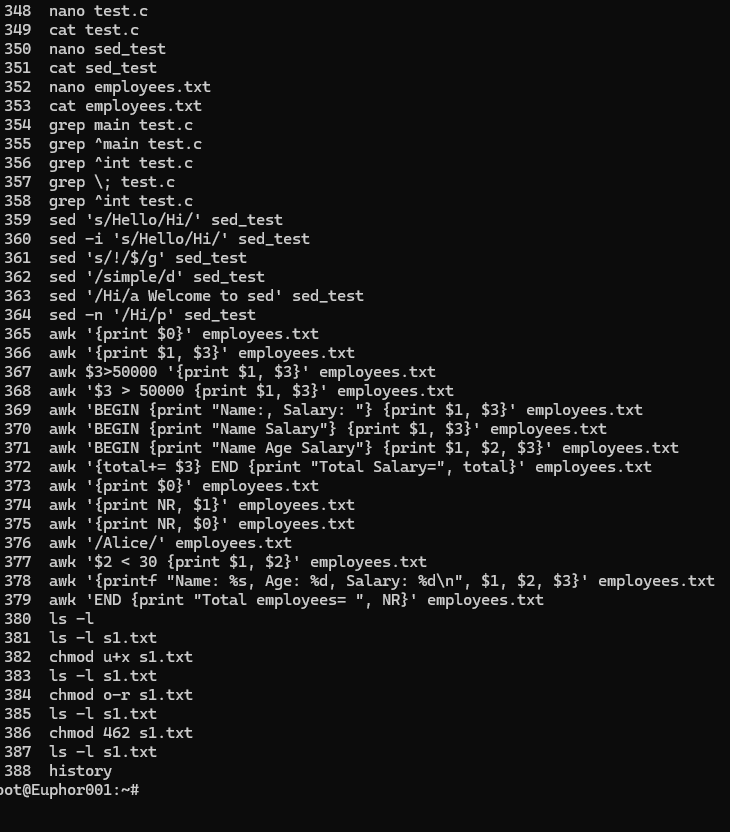 348  nano test.c
349  cat test.c
350  nano sed_test
351  cat sed_test
352  nano employees.txt
353  cat employees.txt
354  grep main test.c
355  grep ^main test.c
356  grep ^int test.c
357  grep \; test.c
358  grep ^int test.c
359  sed 's/Hello/Hi/' sed_test
360  sed -i 's/Hello/Hi/' sed_test
361  sed 's/!/$/g' sed_test
362  sed '/simple/d' sed_test
363  sed '/Hi/a Welcome to sed' sed_test
364  sed -n '/Hi/p' sed_test
365  awk '{print $0}' employees.txt
366  awk '{print $1, $3}' employees.txt
367  awk $3>50000 '{print $1, $3}' employees.txt
368  awk '$3 > 50000 {print $1, $3}' employees.txt
369  awk 'BEGIN {print "Name:, Salary: "} {print $1, $3}' employees.txt
370  awk 'BEGIN {print "Name Salary"} {print $1, $3}' employees.txt
371  awk 'BEGIN {print "Name Age Salary"} {print $1, $2, $3}' employees.txt
372  awk '{total+= $3} END {print "Total Salary=", total}' employees.txt
373  awk '{print $0}' employees.txt
374  awk '{print NR, $1}' employees.txt
375  awk '{print NR, $0}' employees.txt
376  awk '/Alice/' employees.txt
377  awk '$2 < 30 {print $1, $2}' employees.txt
378  awk '{printf "Name: %s, Age: %d, Salary: %d\n", $1, $2, $3}' employees.txt
379  awk 'END {print "Total employees= ", NR}' employees.txt
380  ls -l
381  ls -l s1.txt
382  chmod u+x s1.txt
383  ls -l s1.txt
384  chmod o-r s1.txt
385  ls -l s1.txt
386  chmod 462 s1.txt
387  ls -l s1.txt
388  history
oot@Euphor001:~#